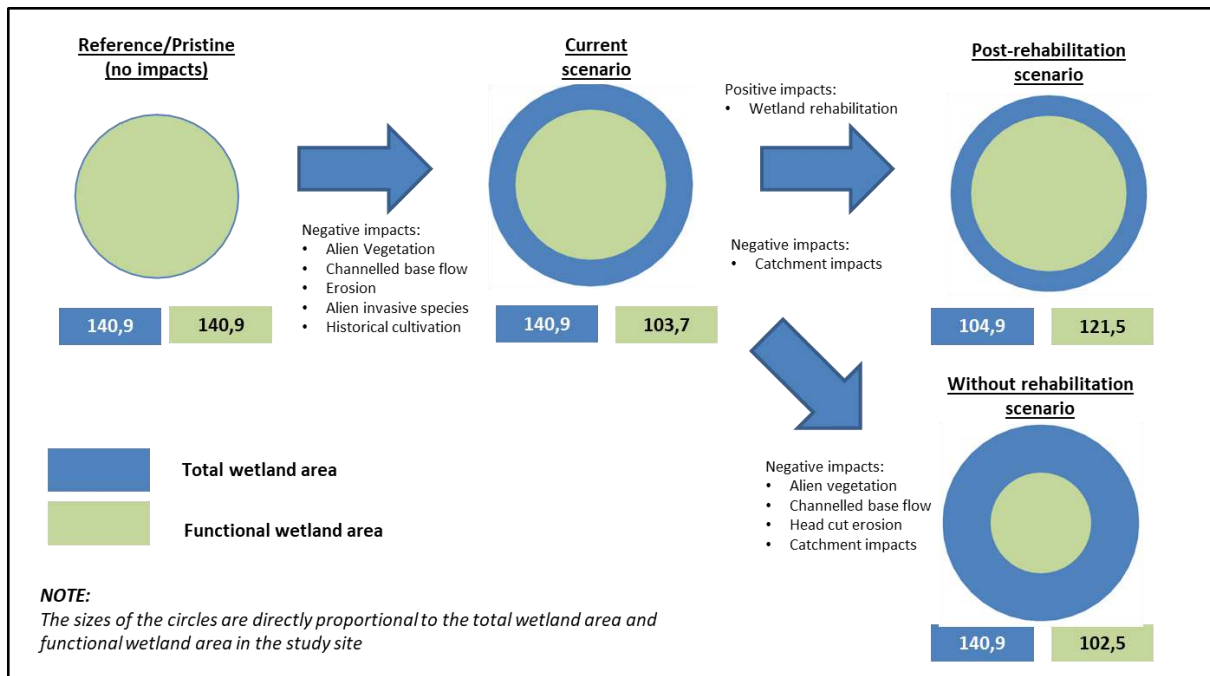 Reference/Pristine
(no impacts)
140,9
140,9
Negative impacts:
• Alien Vegetation
• Channelled base flow
• Erosion
• Alien invasive species
• Historical cultivation
Current
scenario
140,9
103,7
Positive impacts:
• Wetland rehabilitation
Negative impacts:
• Catchment impacts
Post-rehabilitation
scenario
104,9
121,5
Negative impacts:
• Alien vegetation
• Channelled base flow
• Head cut erosion
• Catchment impacts
Without rehabilitation
scenario
140,9
102,5
Total wetland area
Functional wetland area
NOTE:
The sizes of the circles are directly proportional to the total wetland area and
functional wetland area in the study site